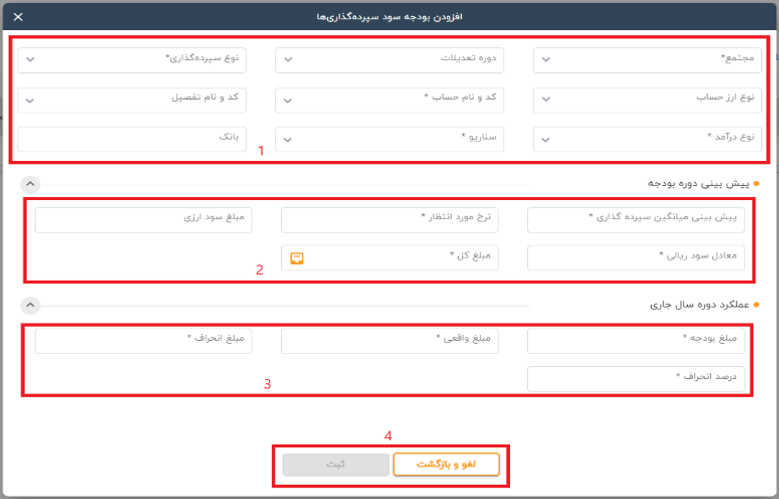 افزودن بودجه سود سپرده‌گذاری‌ها
مجتمع* دوره تعدیلات نوع سپرده‌گذاری*
نوع ارز حساب کد و نام حساب * کد و نام تفصیل
نوع درآمد * سناریو * بانک
1
پیش بینی دوره بودجه
پیش بینی میانگین سپرده گذاری * نرخ مورد انتظار * مبلغ سود ارزی
معادل سود ریالی * مبلغ کل *
2
عملکرد دوره سال جاری
مبلغ بودجه * مبلغ واقعی * مبلغ انحراف *
درصد انحراف *
3
4
لغو و بازگشت ثبت